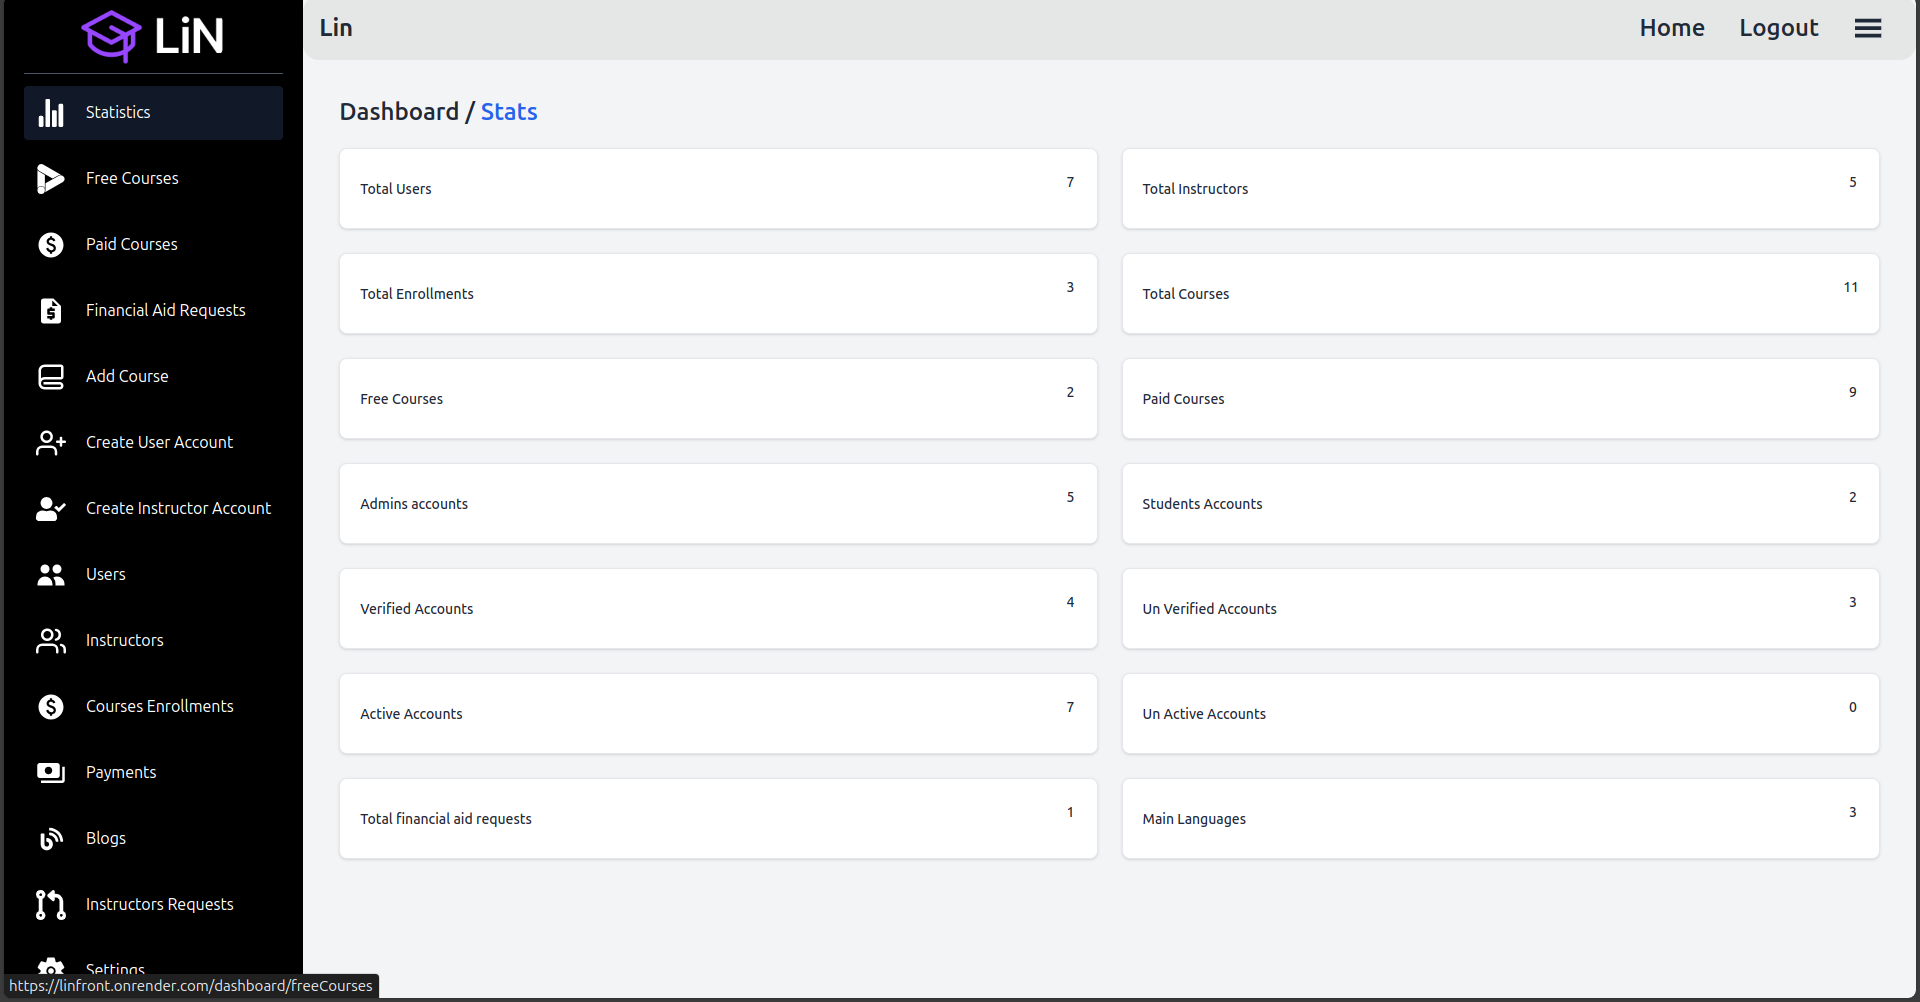 LiN
Statistics
Free Courses
Paid Courses
Financial Aid Requests
Add Course
Create User Account
Create Instructor Account
Users
Instructors
Courses Enrollments
Payments
Blogs
Instructors Requests
Settings
https://linfront.onrender.com/dashboard/freeCourses
Lin
Home Logout
Dashboard / Stats
Total Users 7
Total Instructors 5
Total Enrollments 3
Total Courses 11
Free Courses 2
Paid Courses 9
Admins accounts 5
Students Accounts 2
Verified Accounts 4
Un Verified Accounts 3
Active Accounts 7
Un Active Accounts 0
Total financial aid requests 1
Main Languages 3